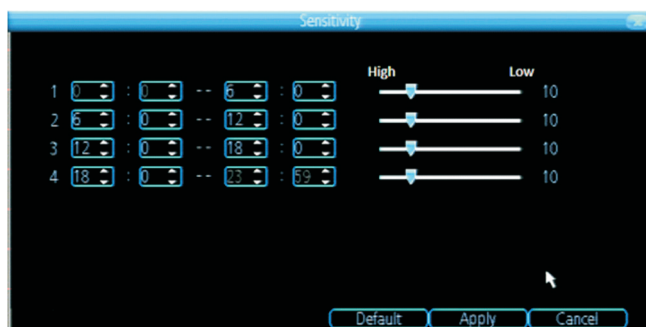 Sensitivity
High Low
1 0 : 0 -- 6 : 0 10
2 6 : 0 -- 12 : 0 10
3 12 : 0 -- 18 : 0 10
4 18 : 0 -- 23 : 59 10
Default Apply Cancel